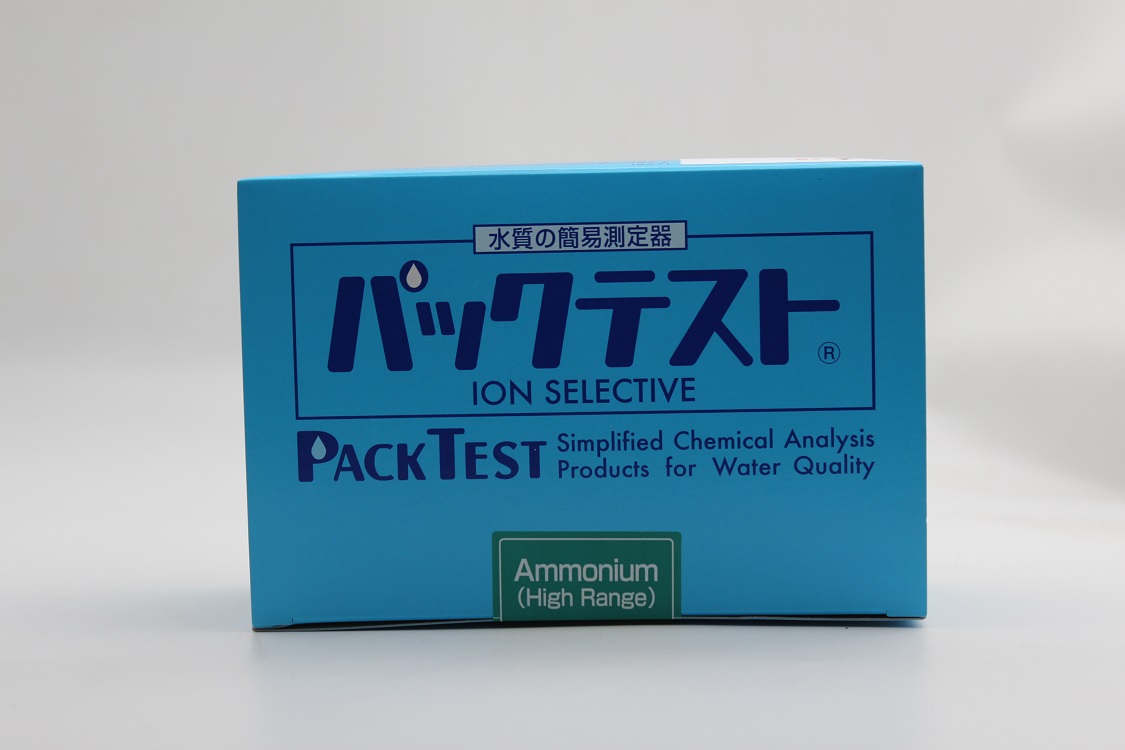 水質の簡易測定器
パックテスト®
ION SELECTIVE
PACKTEST
Simplified Chemical Analysis
Products for Water Quality
Ammonium
(High Range)